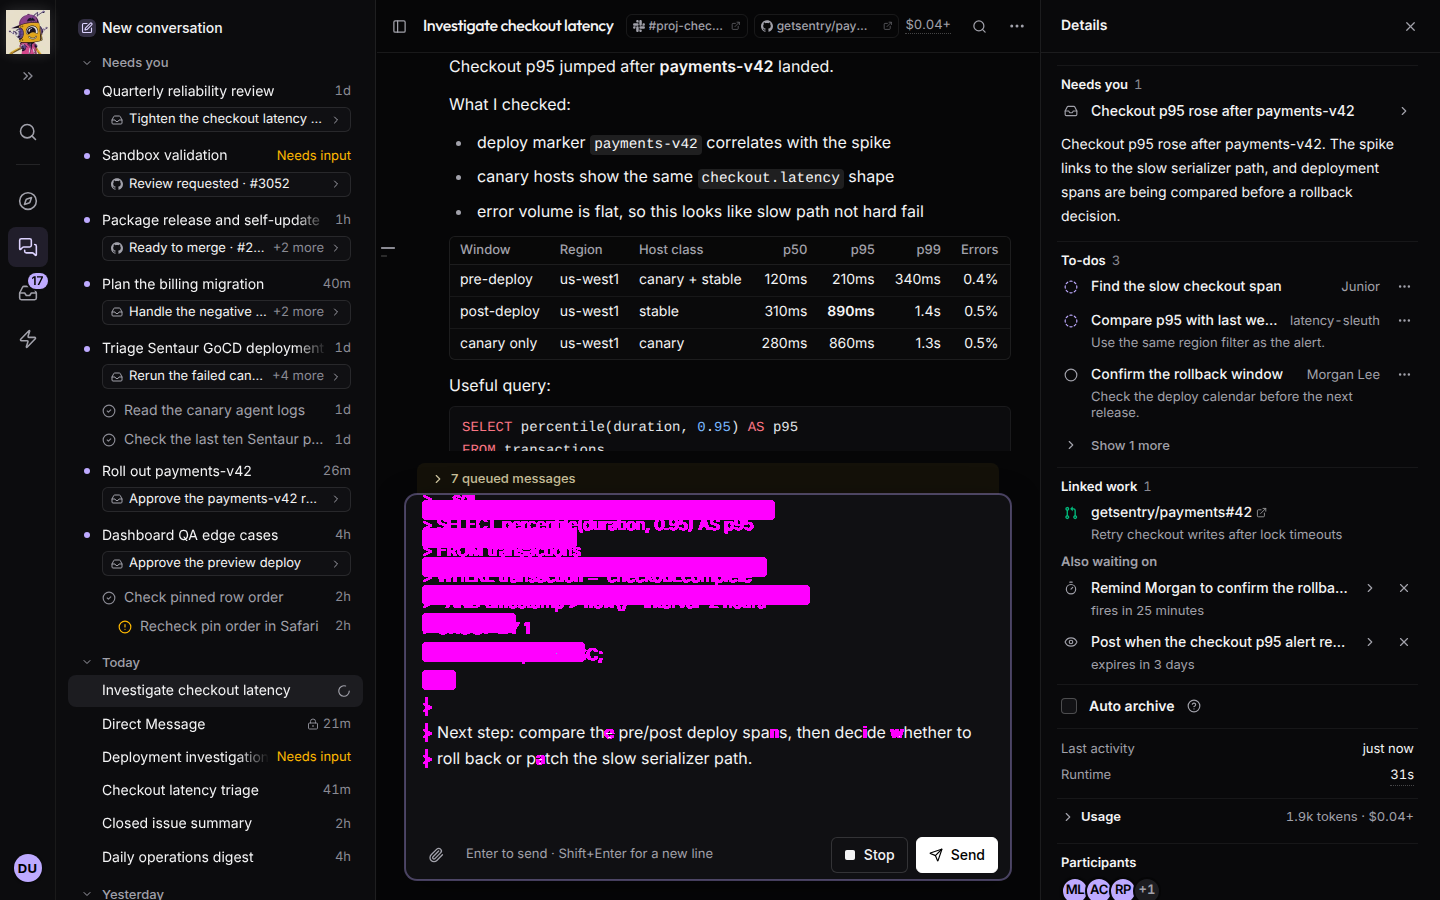 New conversation
Needs you
Quarterly reliability review 1d
Tighten the checkout latency ...
Sandbox validation Needs input
Review requested · #3052
Package release and self-update 1h
Ready to merge · #2... +2 more
Plan the billing migration 40m
Handle the negative ... +2 more
Triage Sentaur GoCD deployment 1d
Rerun the failed can... +4 more
Read the canary agent logs 1d
Check the last ten Sentaur p... 1d
Roll out payments-v42 26m
Approve the payments-v42 r...
Dashboard QA edge cases 4h
Approve the preview deploy
Check pinned row order 2h
Recheck pin order in Safari 2h
Today
Investigate checkout latency
Direct Message 21m
Deployment investigation Needs input
Checkout latency triage 41m
Closed issue summary 2h
Daily operations digest 4h
Yesterday
17
DU
Investigate checkout latency #proj-chec... getsentry/pay... $0.04+
Checkout p95 jumped after payments-v42 landed.
What I checked:
deploy marker payments-v42 correlates with the spike
canary hosts show the same checkout.latency shape
error volume is flat, so this looks like slow path not hard fail
Window Region Host class p50 p95 p99 Errors
pre-deploy us-west1 canary + stable 120ms 210ms 340ms 0.4%
post-deploy us-west1 stable 310ms 890ms 1.4s 0.5%
canary only us-west1 canary 280ms 860ms 1.3s 0.5%
Useful query:
SELECT percentile(duration, 0.95) AS p95
FROM transactions
7 queued messages
> SELECT percentile(duration, 0.95) AS p95
> FROM transactions
>
> Next step: compare the pre/post deploy spans, then decide whether to
> roll back or patch the slow serializer path.
Enter to send · Shift+Enter for a new line
Stop
Send
Details
Needs you 1
Checkout p95 rose after payments-v42
Checkout p95 rose after payments-v42. The spike
links to the slow serializer path, and deployment
spans are being compared before a rollback
decision.
To-dos 3
Find the slow checkout span Junior
Compare p95 with last we... latency-sleuth
Use the same region filter as the alert.
Confirm the rollback window Morgan Lee
Check the deploy calendar before the next
release.
Show 1 more
Linked work 1
getsentry/payments#42
Retry checkout writes after lock timeouts
Also waiting on
Remind Morgan to confirm the rollba...
fires in 25 minutes
Post when the checkout p95 alert re...
expires in 3 days
Auto archive
Last activity just now
Runtime 31s
Usage 1.9k tokens · $0.04+
Participants
ML AC RP +1